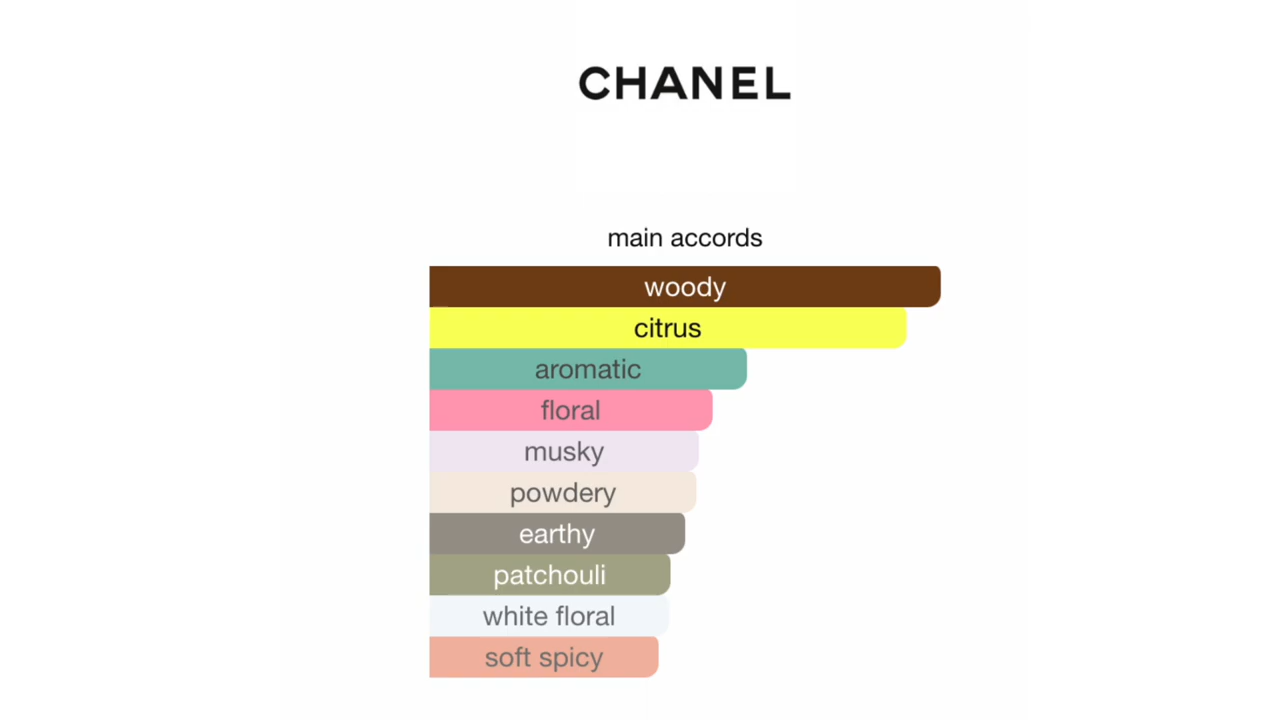 CHANEL
main accords
woody
citrus
aromatic
floral
musky
powdery
earthy
patchouli
white floral
soft spicy